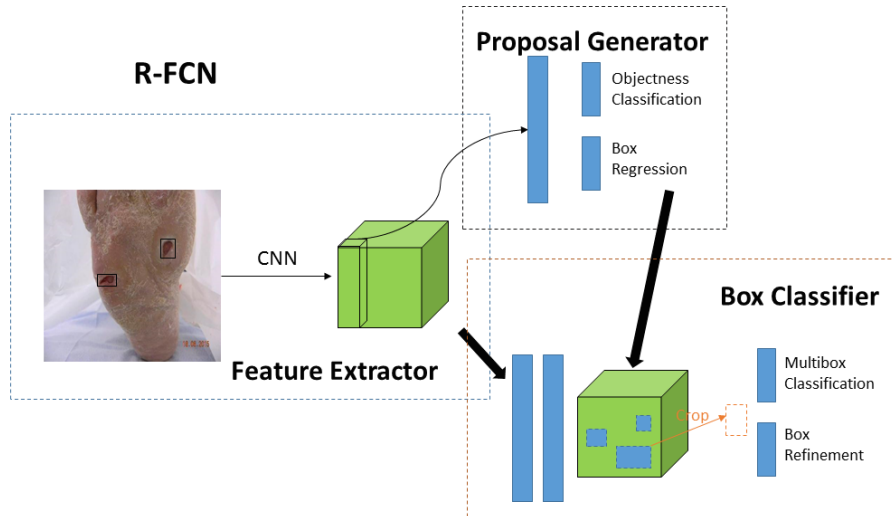 R-FCN
Proposal Generator
Objectness
Classification
Box
Regression
CNN
Feature Extractor
Box Classifier
Crop
Multibox
Classification
Box
Refinement